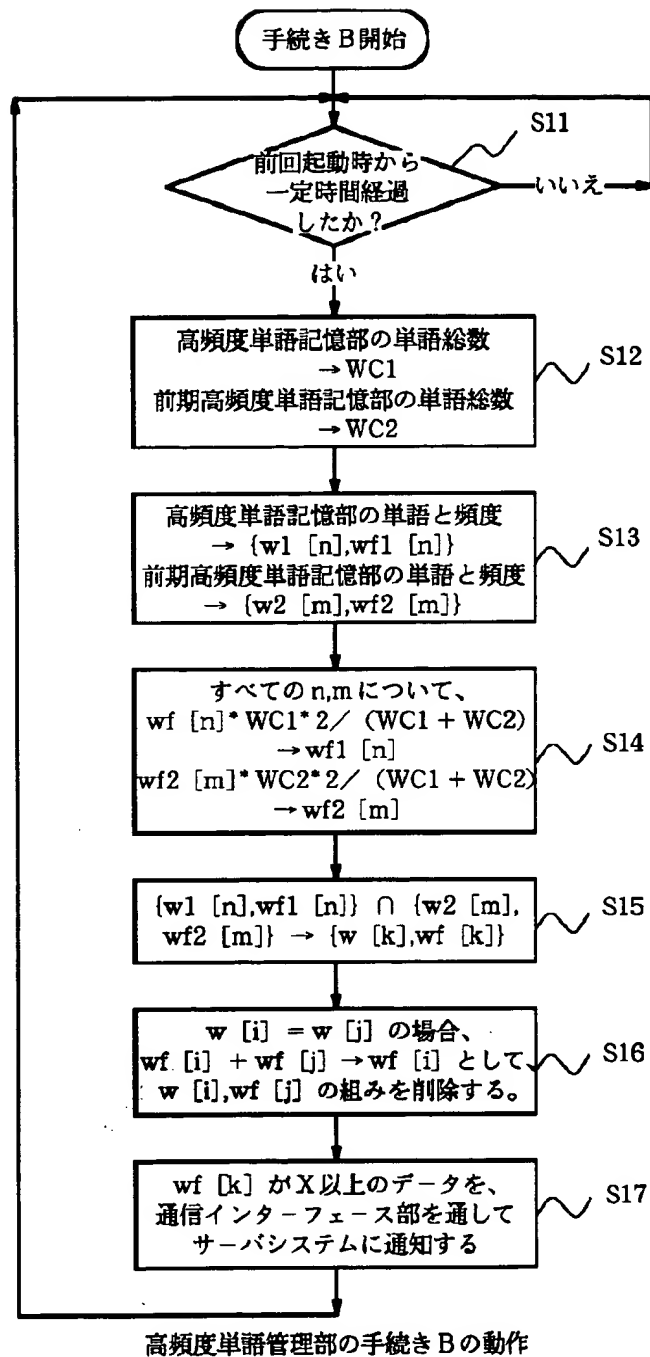 手続きB開始
S11
前回起動時から
一定時間経過
したか？
いいえ
はい
高頻度単語記憶部の単語総数
→WC1
前期高頻度単語記憶部の単語総数
→WC2
S12
高頻度単語記憶部の単語と頻度
→ {w1 [n],wf1 [n]}
前期高頻度単語記憶部の単語と頻度
→ {w2 [m],wf2 [m]}
S13
すべてのn,mについて、
wf [n]* WC1* 2/ (WC1 + WC2)
→wf1 [n]
wf2 [m]* WC2* 2/ (WC1 + WC2)
→wf2 [m]
S14
{w1 [n],wf1 [n]} ∩ {w2 [m],
wf2 [m]} → {w [k],wf [k]}
S15
w [i] = w [j] の場合、
wf [i] + wf [j] →wf [i] として、
w [i],wf [j] の組みを削除する。
S16
wf [k] がX以上のデータを、
通信インターフェース部を通して
サーバシステムに通知する
S17
高頻度単語管理部の手続きBの動作